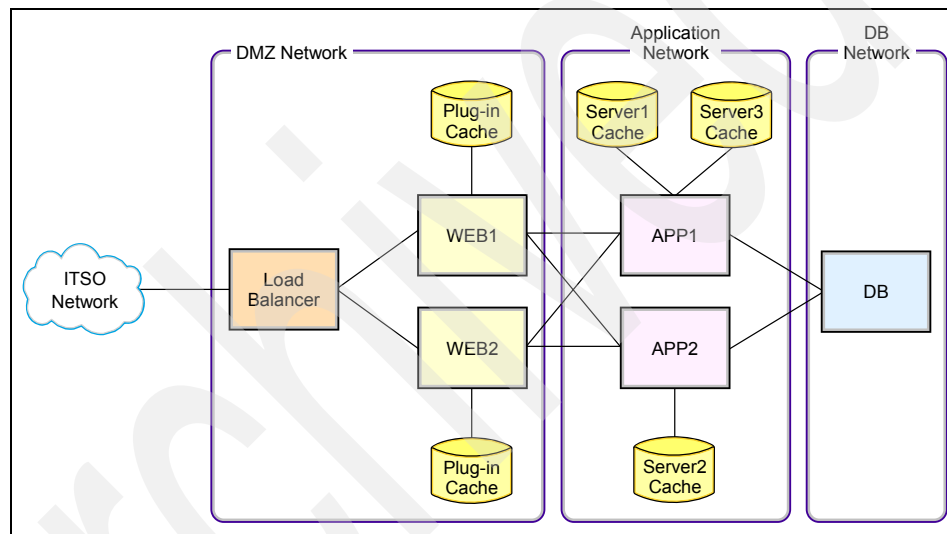 DMZ Network
Application
Network
DB
Network
Plug-in
Cache
Server1
Cache
Server3
Cache
WEB1
APP1
ITSO
Network
Load
Balancer
DB
WEB2
APP2
Plug-in
Cache
Server2
Cache